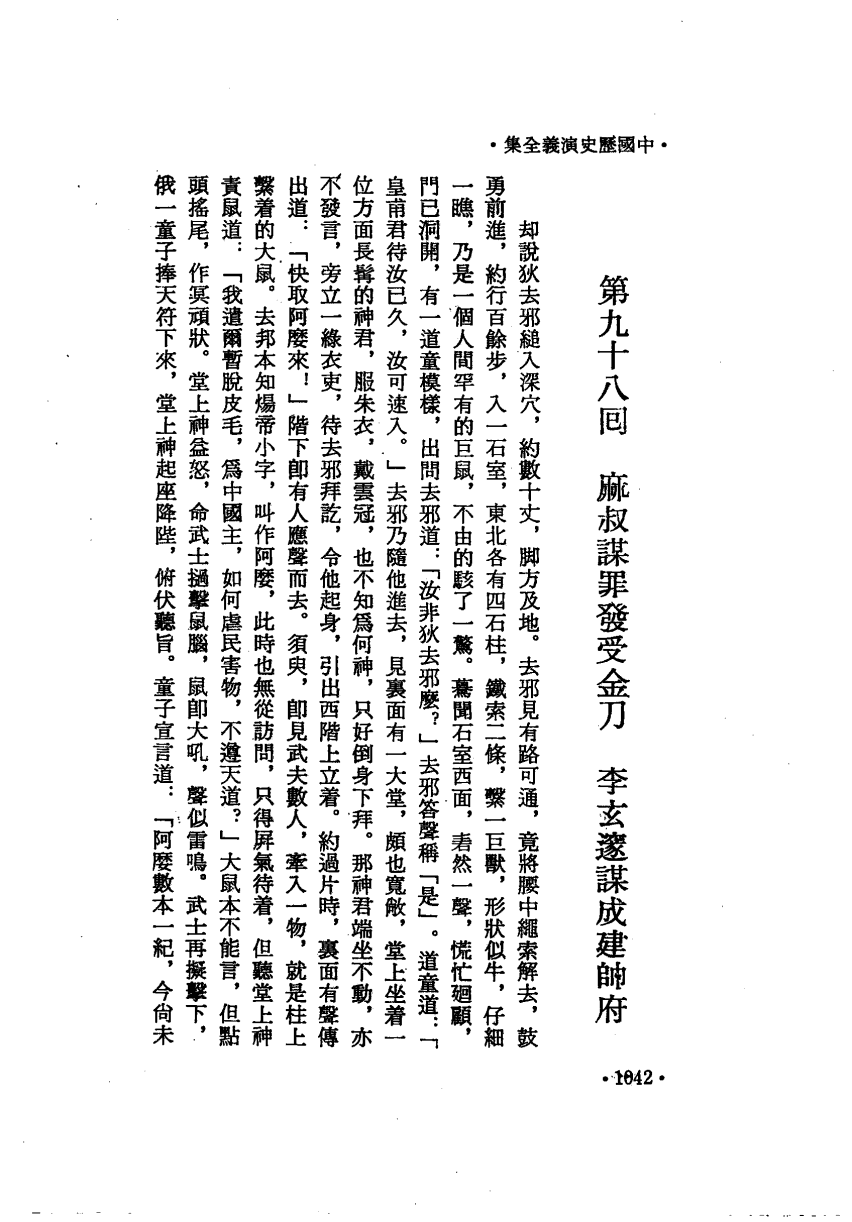 •中國歷史演義全集•
第九十八回　麻叔謀罪發受金刀　李玄邃謀成建帥府
却說狄去邪縋入深穴，約數十丈，脚方及地。去邪見有路可通，竟將腰中繩索解去，鼓
勇前進，約行百餘步，入一石室，東北各有四石柱，鐵索二條，繫一巨獸，形狀似牛，仔細
一瞧，乃是一個人間罕有的巨鼠，不由的駭了一驚。驀聞石室西面，砉然一聲，慌忙廻顧，
門已洞開，有一道童模樣，出問去邪道：「汝非狄去邪麼？」去邪答聲稱「是」。道童道：「
皇甫君待汝已久，汝可速入。」去邪乃隨他進去，見裏面有一大堂，頗也寬敞，堂上坐着一
位方面長髯的神君，服朱衣，戴雲冠，也不知爲何神，只好倒身下拜。那神君端坐不動，亦
不發言，旁立一綠衣吏，待去邪拜訖，令他起身，引出西階上立着。約過片時，裏面有聲傳
出道：「快取阿麼來！」階下卽有人應聲而去。須臾，卽見武夫數人，牽入一物，就是柱上
繫着的大鼠。去邪本知煬帝小字，叫作阿麼，此時也無從訪問，只得屏氣待着，但聽堂上神
責鼠道：「我遣爾暫脫皮毛，爲中國主，如何虐民害物，不遵天道？」大鼠本不能言，但點
頭搖尾，作冥頑狀。堂上神益怒，命武士撾擊鼠腦，鼠卽大吼，聲似雷鳴。武士再擬擊下，
俄一童子捧天符下來，堂上神起座降陛，俯伏聽旨。童子宣言道：「阿麼數本一紀，今尙未
•1042•